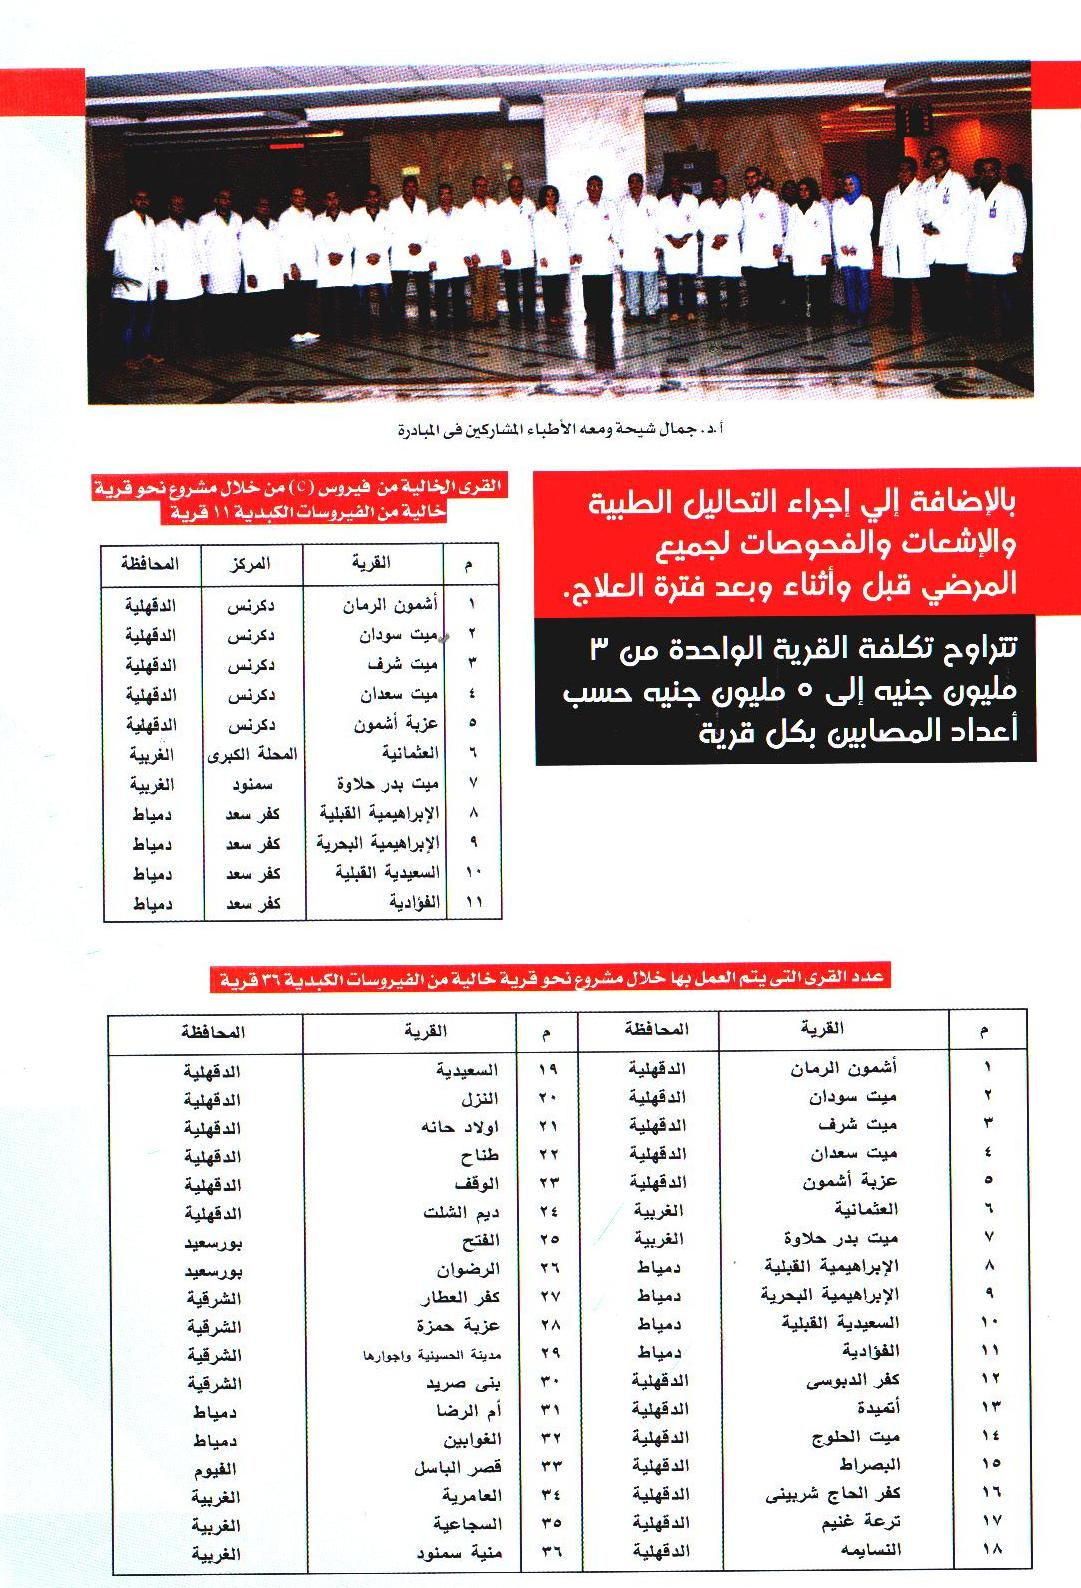 أ.د. جمال شيحة ومعه الأطباء المشاركين فى المبادرة
بالإضافة إلي إجراء التحاليل الطبية
والإشعات والفحوصات لجميع
المرضي قبل وأثناء وبعد فترة العلاج.
تتراوح تكلفة القرية الواحدة من ٣
مليون جنيه إلى ٥ مليون جنيه حسب
أعداد المصابين بكل قرية
القرى الخالية من فيروس (C) من خلال مشروع نحو قرية
خالية من الفيروسات الكبدية ١١ قرية
م القرية المركز المحافظة
١ أشمون الرمان دكرنس الدقهلية
٢ ميت سودان دكرنس الدقهلية
٣ ميت شرف دكرنس الدقهلية
٤ ميت سعدان دكرنس الدقهلية
٥ عزبة أشمون دكرنس الدقهلية
٦ العثمانية المحلة الكبرى الغربية
٧ ميت بدر حلاوة سمنود الغربية
٨ الإبراهيمية القبلية كفر سعد دمياط
٩ الإبراهيمية البحرية كفر سعد دمياط
١٠ السعيدية القبلية كفر سعد دمياط
١١ الفؤادية كفر سعد دمياط
عدد القرى التى يتم العمل بها خلال مشروع نحو قرية خالية من الفيروسات الكبدية ٣٦ قرية
م القرية المحافظة م القرية المحافظة
١ أشمون الرمان الدقهلية ١٩ السعيدية الدقهلية
٢ ميت سودان الدقهلية ٢٠ النزل الدقهلية
٣ ميت شرف الدقهلية ٢١ اولاد حانه الدقهلية
٤ ميت سعدان الدقهلية ٢٢ طناح الدقهلية
٥ عزبة أشمون الدقهلية ٢٣ الوقف الدقهلية
٦ العثمانية الغربية ٢٤ ديم الشلت الدقهلية
٧ ميت بدر حلاوة الغربية ٢٥ الفتح بورسعيد
٨ الإبراهيمية القبلية دمياط ٢٦ الرضوان بورسعيد
٩ الإبراهيمية البحرية دمياط ٢٧ كفر العطار الشرقية
١٠ السعيدية القبلية دمياط ٢٨ عزبة حمزة الشرقية
١١ الفؤادية دمياط ٢٩ مدينة الحسينية واجوارها الشرقية
١٢ كفر الدبوسى الدقهلية ٣٠ بنى صريد الشرقية
١٣ أتميدة الدقهلية ٣١ أم الرضا دمياط
١٤ ميت الحلوج الدقهلية ٣٢ الغوابين دمياط
١٥ البصراط الدقهلية ٣٣ قصر الباسل الفيوم
١٦ كفر الحاج شربينى الدقهلية ٣٤ العامرية الغربية
١٧ ترعة غنيم الدقهلية ٣٥ السجاعية الغربية
١٨ النسايمه الدقهلية ٣٦ منية سمنود الغربية